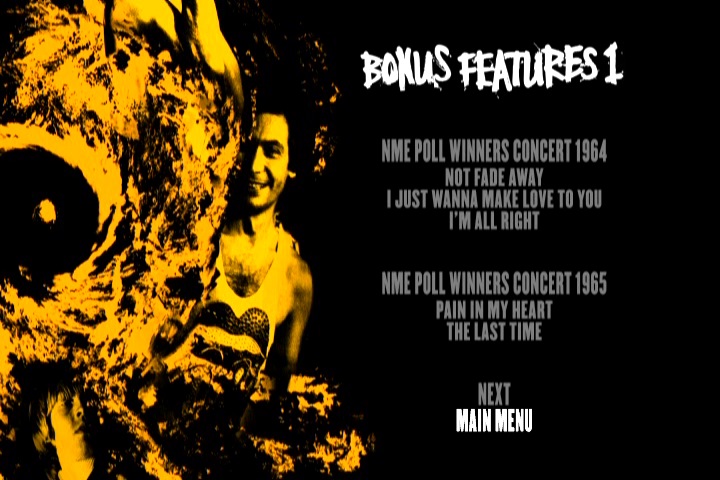 BONUS FEATURES 1
NME POLL WINNERS CONCERT 1964
NOT FADE AWAY
I JUST WANNA MAKE LOVE TO YOU
I'M ALL RIGHT
NME POLL WINNERS CONCERT 1965
PAIN IN MY HEART
THE LAST TIME
NEXT
MAIN MENU